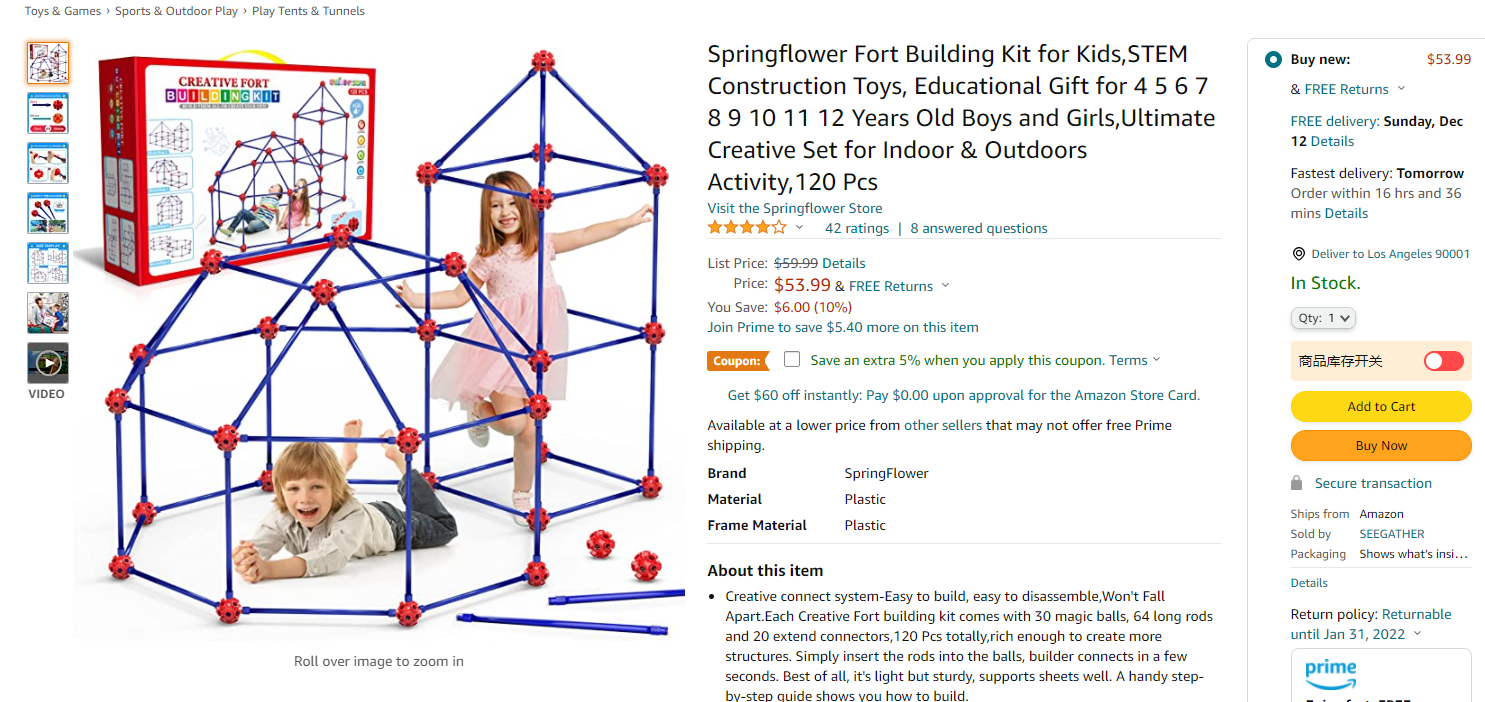 Toys & Games › Sports & Outdoor Play › Play Tents & Tunnels
CREATIVE FORT
BUILDING KIT
120 PCS
VIDEO
Roll over image to zoom in
Springflower Fort Building Kit for Kids,STEM
Construction Toys, Educational Gift for 4 5 6 7
8 9 10 11 12 Years Old Boys and Girls,Ultimate
Creative Set for Indoor & Outdoors
Activity,120 Pcs
Visit the Springflower Store
42 ratings | 8 answered questions
List Price: $59.99 Details
Price: $53.99 & FREE Returns
You Save: $6.00 (10%)
Join Prime to save $5.40 more on this item
Coupon: Save an extra 5% when you apply this coupon. Terms
Get $60 off instantly: Pay $0.00 upon approval for the Amazon Store Card.
Available at a lower price from other sellers that may not offer free Prime
shipping.
Brand SpringFlower
Material Plastic
Frame Material Plastic
About this item
• Creative connect system-Easy to build, easy to disassemble,Won't Fall
Apart.Each Creative Fort building kit comes with 30 magic balls, 64 long rods
and 20 extend connectors,120 Pcs totally,rich enough to create more
structures. Simply insert the rods into the balls, builder connects in a few
seconds. Best of all, it's light but sturdy, supports sheets well. A handy step-
by-step guide shows you how to build.
Buy new: $53.99
& FREE Returns
FREE delivery: Sunday, Dec
12 Details
Fastest delivery: Tomorrow
Order within 16 hrs and 36
mins Details
Deliver to Los Angeles 90001
In Stock.
Qty: 1
商品库存开关
Add to Cart
Buy Now
Secure transaction
Ships from Amazon
Sold by SEEGATHER
Packaging Shows what's insi...
Details
Return policy: Returnable
until Jan 31, 2022
prime